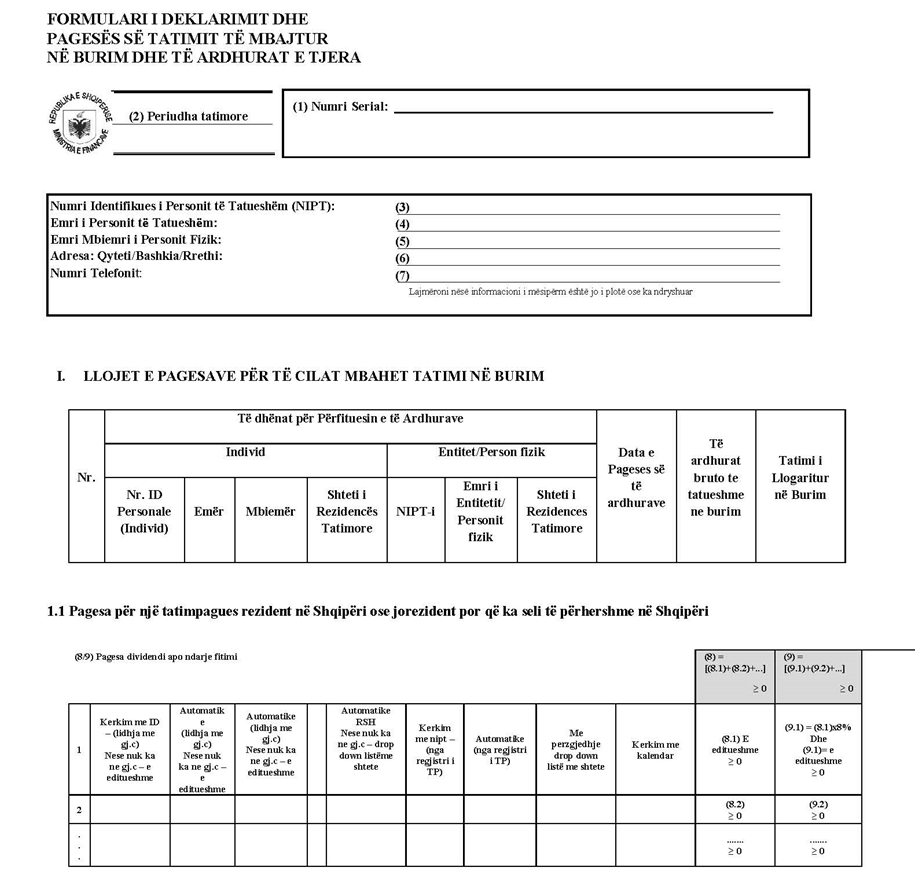 FORMULARI I DEKLARIMIT DHE
PAGESËS SË TATIMIT TË MBAJTUR
NË BURIM DHE TË ARDHURAT E TJERA
REPUBLIKA E SHQIPERISE
MINISTRIA E FINANCAVE
(2) Periudha tatimore
(1) Numri Serial:
Numri Identifikues i Personit të Tatueshëm (NIPT): (3)
Emri i Personit të Tatueshëm: (4)
Emri Mbiemri i Personit Fizik: (5)
Adresa: Qyteti/Bashkia/Rrethi: (6)
Numri Telefonit: (7)
Lajmëroni nësë informacioni i mësipërm është jo i plotë ose ka ndryshuar
I. LLOJET E PAGESAVE PËR TË CILAT MBAHET TATIMI NË BURIM
Nr.
Të dhënat për Përfituesin e të Ardhurave
Individ
Entitet/Person fizik
Nr. ID
Personale
(Individ)
Emër
Mbiemër
Shteti i
Rezidencës
Tatimore
NIPT-i
Emri i
Entitetit/
Personit
fizik
Shteti i
Rezidences
Tatimore
Data e
Pageses së
të
ardhurave
Të
ardhurat
bruto te
tatueshme
ne burim
Tatimi i
Llogaritur
në Burim
1.1 Pagesa për një tatimpagues rezident në Shqipëri ose jorezident por që ka seli të përhershme në Shqipëri
(8/9) Pagesa dividendi apo ndarje fitimi
(8) =
[(8.1)+(8.2)+...]
≥ 0
(9) =
[(9.1)+(9.2)+...]
≥ 0
1
Kerkim me ID
– (lidhja me
gj.c)
Nese nuk ka
ne gj.c – e
editueshme
Automatik
e
(lidhja me
gj.c)
Nese nuk
ka ne gj.c –
e
editueshme
Automatike
(lidhja me
gj.c)
Nese nuk ka
ne gj.c – e
editueshme
Automatike
RSH
Nese nuk ka
ne gj.c – drop
down listëme
shtete
Kerkim
me nipt –
(nga
regjistri i
TP)
Automatike
(nga regjistri
i TP)
Me
perzgjedhje
drop down
listë me shtete
Kerkim me
kalendar
(8.1) E
editueshme
≥ 0
(9.1) = (8.1)x8%
Dhe
(9.1)= e
editueshme
≥ 0
2
(8.2)
≥ 0
(9.2)
≥ 0
.
.
.
.......
≥ 0
.......
≥ 0